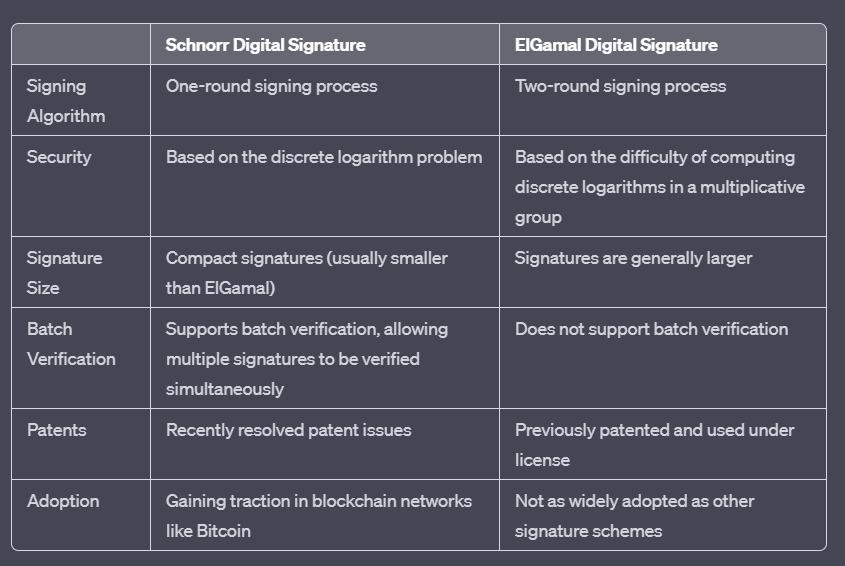 Schnorr Digital Signature
ElGamal Digital Signature
Signing
Algorithm
One-round signing process
Two-round signing process
Security
Based on the discrete logarithm problem
Based on the difficulty of computing
discrete logarithms in a multiplicative
group
Signature
Size
Compact signatures (usually smaller
than ElGamal)
Signatures are generally larger
Batch
Verification
Supports batch verification, allowing
multiple signatures to be verified
simultaneously
Does not support batch verification
Patents
Recently resolved patent issues
Previously patented and used under
license
Adoption
Gaining traction in blockchain networks
like Bitcoin
Not as widely adopted as other
signature schemes